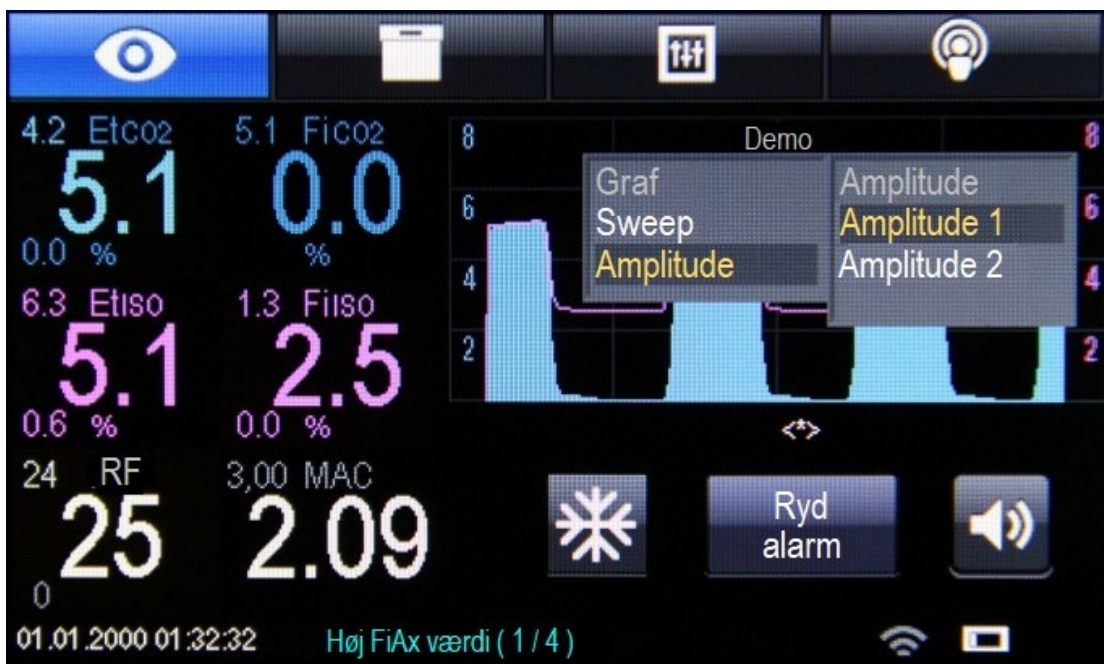 4.2 EtCO2
5.1
0.0 %
5.1 FiCO2
0.0
%
6.3 EtISO
5.1
0.6 %
1.3 FiISO
2.5
0.0 %
24 RF
25
0
3,00 MAC
2.09
Demo
8
6
4
2
8
6
4
2
Graf
Sweep
Amplitude
Amplitude
Amplitude 1
Amplitude 2
<*>
Ryd
alarm
01.01.2000 01:32:32
Høj FiAx værdi ( 1 / 4 )